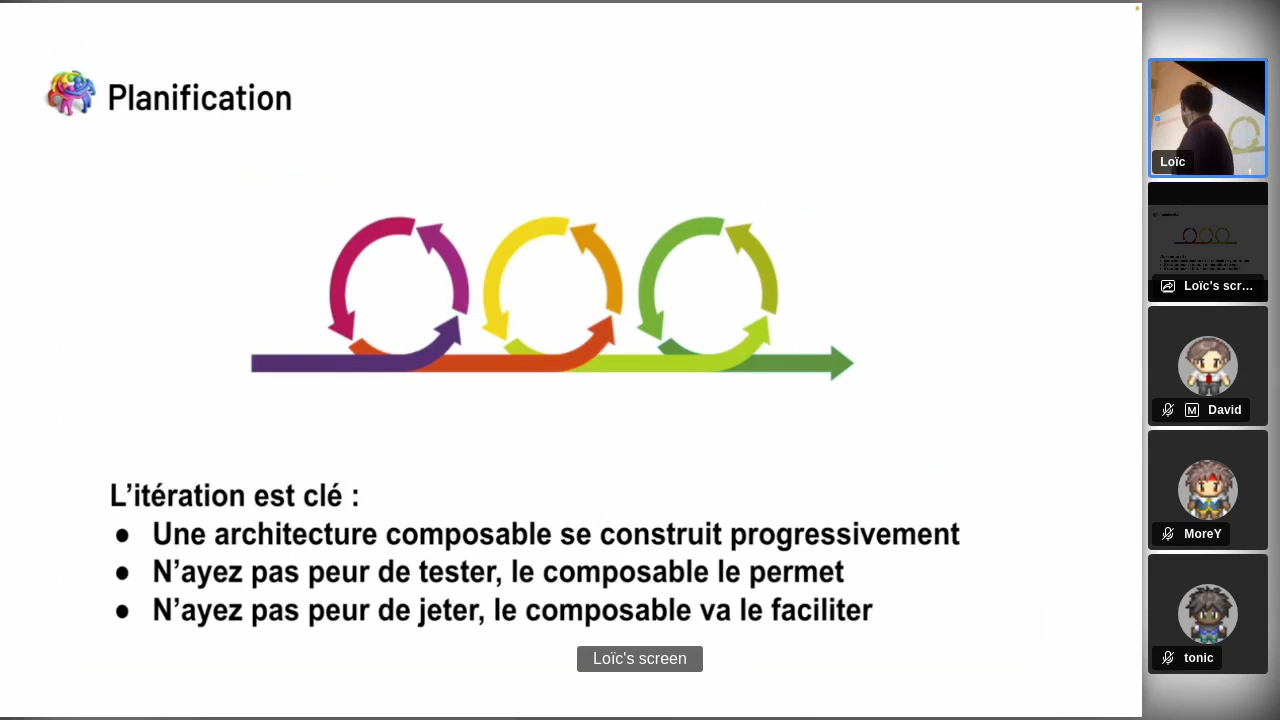 Planification
L'itération est clé :
● Une architecture composable se construit progressivement
● N'ayez pas peur de tester, le composable le permet
● N'ayez pas peur de jeter, le composable va le faciliter
Loïc's screen
Loïc
Loïc's scr...
M David
MoreY
tonic